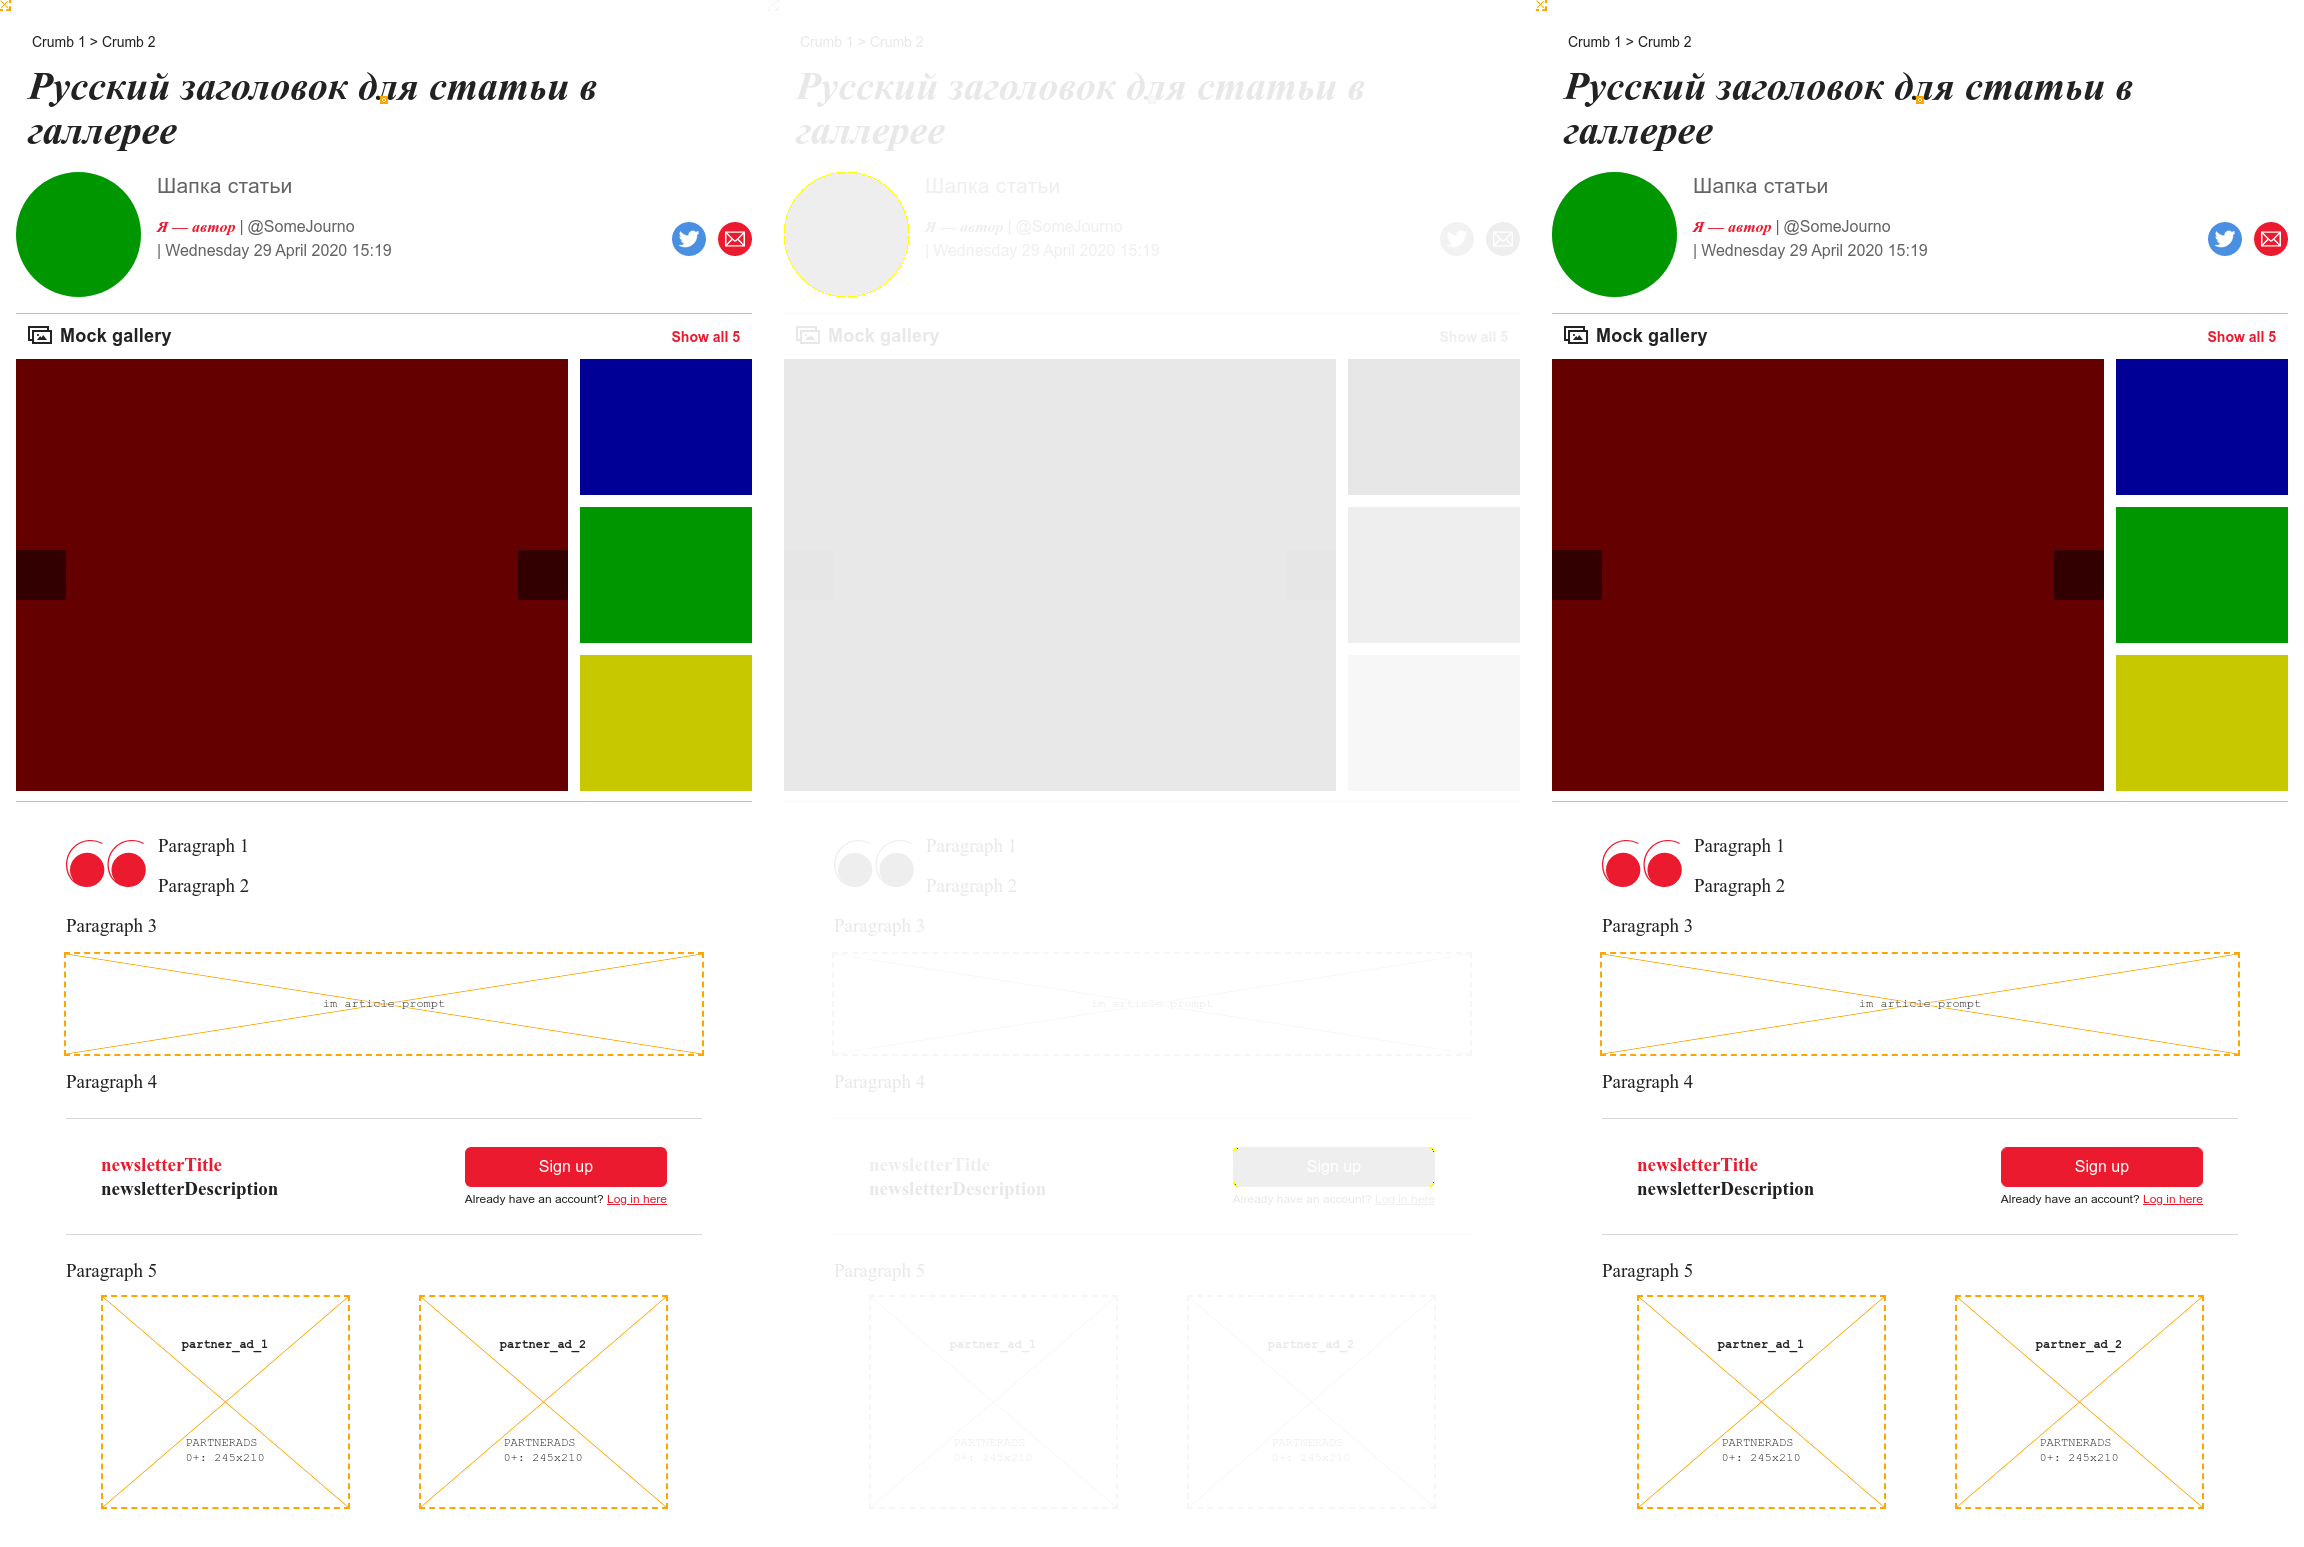 Crumb 1 > Crumb 2
Русский заголовок для статьи в
галлерее
Шапка статьи
Я — автор | @SomeJourno
| Wednesday 29 April 2020 15:19
Mock gallery
Show all 5
Paragraph 1
Paragraph 2
Paragraph 3
im article prompt
Paragraph 4
newsletterTitle
newsletterDescription
Sign up
Already have an account? Log in here
Paragraph 5
partner_ad_1
PARTNERADS
0+: 245x210
partner_ad_2
PARTNERADS
0+: 245x210
Crumb 1 > Crumb 2
Русский заголовок для статьи в
галлерее
Шапка статьи
Я — автор | @SomeJourno
| Wednesday 29 April 2020 15:19
Mock gallery
Show all 5
Paragraph 1
Paragraph 2
Paragraph 3
im article prompt
Paragraph 4
newsletterTitle
newsletterDescription
Sign up
Already have an account? Log in here
Paragraph 5
partner_ad_1
PARTNERADS
0+: 245x210
partner_ad_2
PARTNERADS
0+: 245x210
Crumb 1 > Crumb 2
Русский заголовок для статьи в
галлерее
Шапка статьи
Я — автор | @SomeJourno
| Wednesday 29 April 2020 15:19
Mock gallery
Show all 5
Paragraph 1
Paragraph 2
Paragraph 3
im article prompt
Paragraph 4
newsletterTitle
newsletterDescription
Sign up
Already have an account? Log in here
Paragraph 5
partner_ad_1
PARTNERADS
0+: 245x210
partner_ad_2
PARTNERADS
0+: 245x210